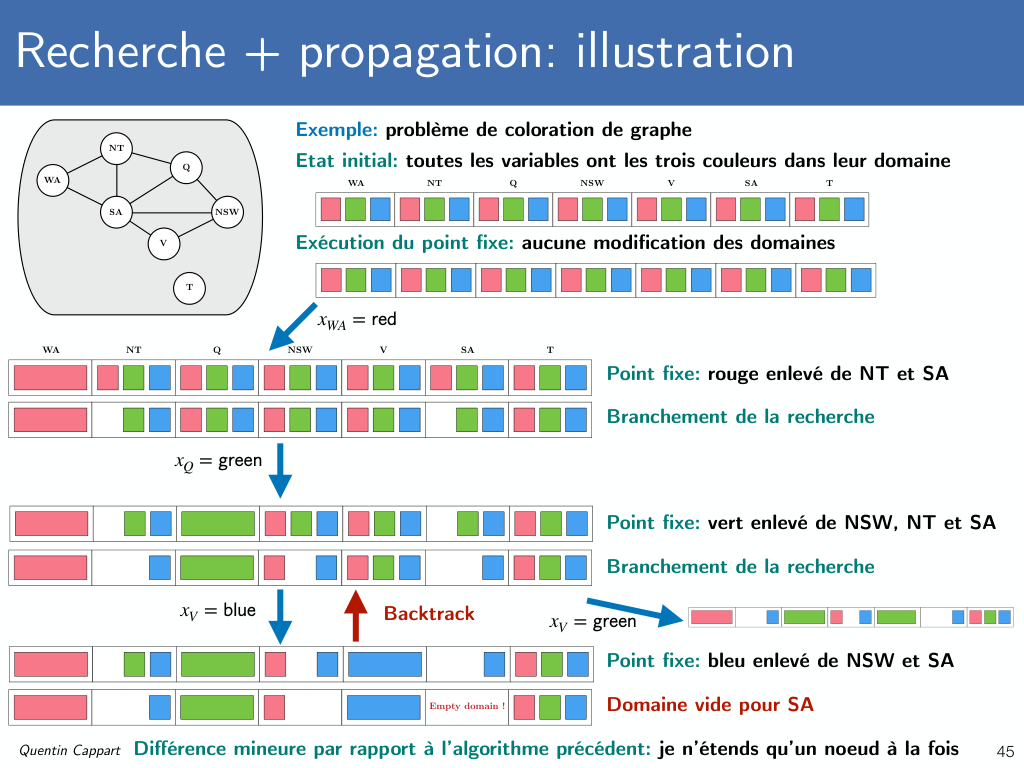 Recherche + propagation: illustration
Exemple: problème de coloration de graphe
Etat initial: toutes les variables ont les trois couleurs dans leur domaine
NT
WA
Q
SA
NSW
V
T
WA NT Q NSW V SA T
Exécution du point fixe: aucune modification des domaines
xWA = red
WA NT Q NSW V SA T
Point fixe: rouge enlevé de NT et SA
Branchement de la recherche
xQ = green
Point fixe: vert enlevé de NSW, NT et SA
Branchement de la recherche
xV = blue
Backtrack
xV = green
Point fixe: bleu enlevé de NSW et SA
Empty domain !
Domaine vide pour SA
Quentin Cappart
Différence mineure par rapport à l'algorithme précédent: je n'étends qu'un noeud à la fois
45